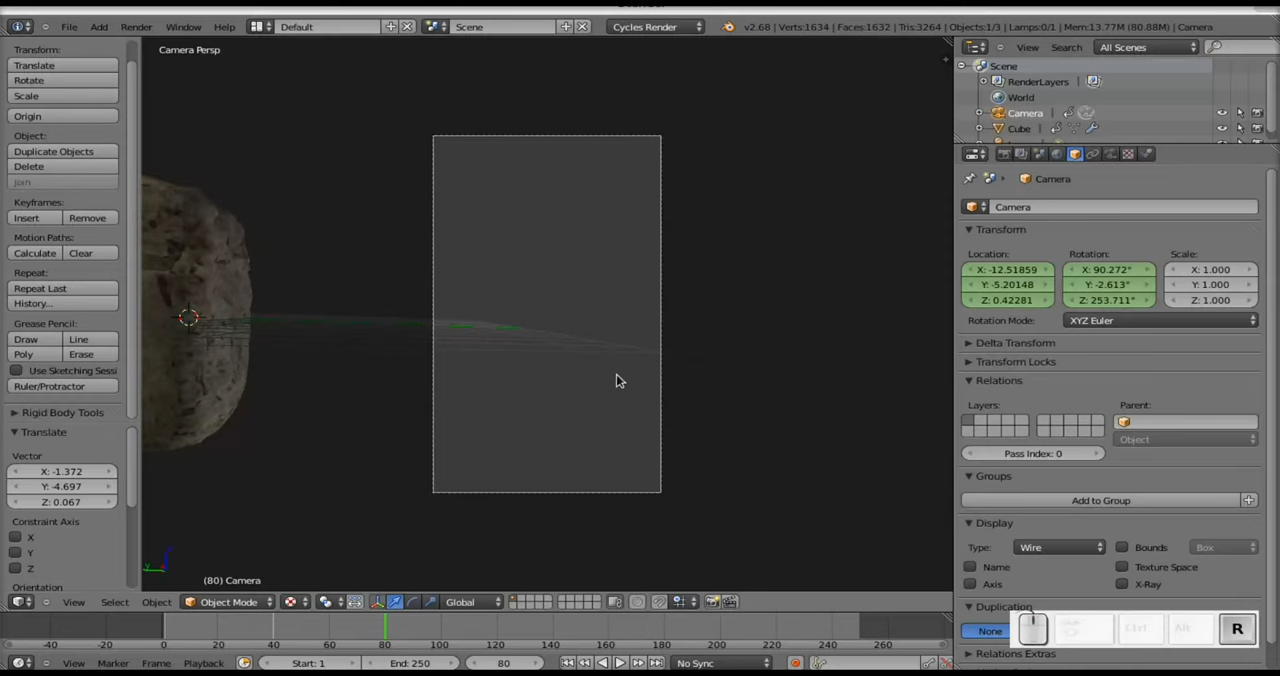 File Add Render Window Help Default Scene Cycles Render v2.68 | Verts:1634 | Faces:1632 | Tris:3264 | Objects:1/3 | Lamps:0/1 | Mem:13.77M (80.88M) | Camera
Transform:
Translate
Rotate
Scale
Origin
Object:
Duplicate Objects
Delete
Join
Keyframes:
Insert Remove
Motion Paths:
Calculate Clear
Repeat:
Repeat Last
History...
Grease Pencil:
Draw Line
Poly Erase
Use Sketching Sessi
Ruler/Protractor
Rigid Body Tools
Translate
Vector
X: -1.372
Y: -4.697
Z: 0.067
Constraint Axis
X
Y
Z
Orientation
Camera Persp
(80) Camera
View Search All Scenes
Scene
RenderLayers
World
Camera
Cube
Camera
Camera
Transform
Location: Rotation: Scale:
X: -12.51859 X: 90.272° X: 1.000
Y: -5.20148 Y: -2.613° Y: 1.000
Z: 0.42281 Z: 253.711° Z: 1.000
Rotation Mode: XYZ Euler
Delta Transform
Transform Locks
Relations
Layers: Parent:
Object
Pass Index: 0
Groups
Add to Group
Display
Type: Wire Bounds Box
Name Texture Space
Axis X-Ray
Duplication
None Ctrl Alt R
Relations Extras
View Select Object Object Mode Global
-40 -20 0 20 40 60 80 100 120 140 160 180 200 220 240 260
View Marker Frame Playback Start: 1 End: 250 80 No Sync